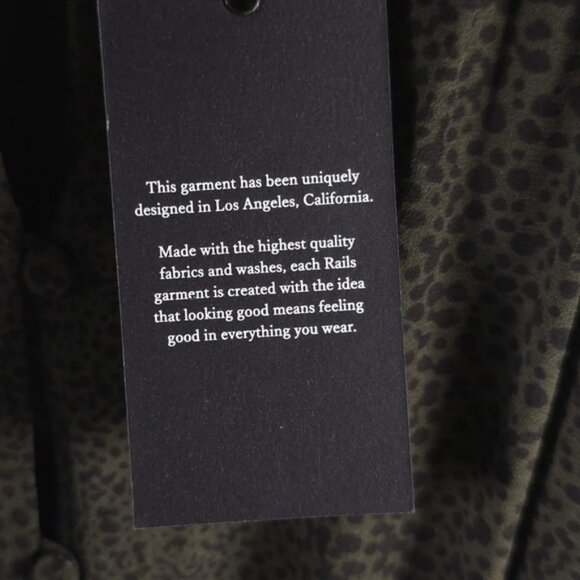 This garment has been uniquely
designed in Los Angeles, California.
Made with the highest quality
fabrics and washes, each Rails
garment is created with the idea
that looking good means feeling
good in everything you wear.